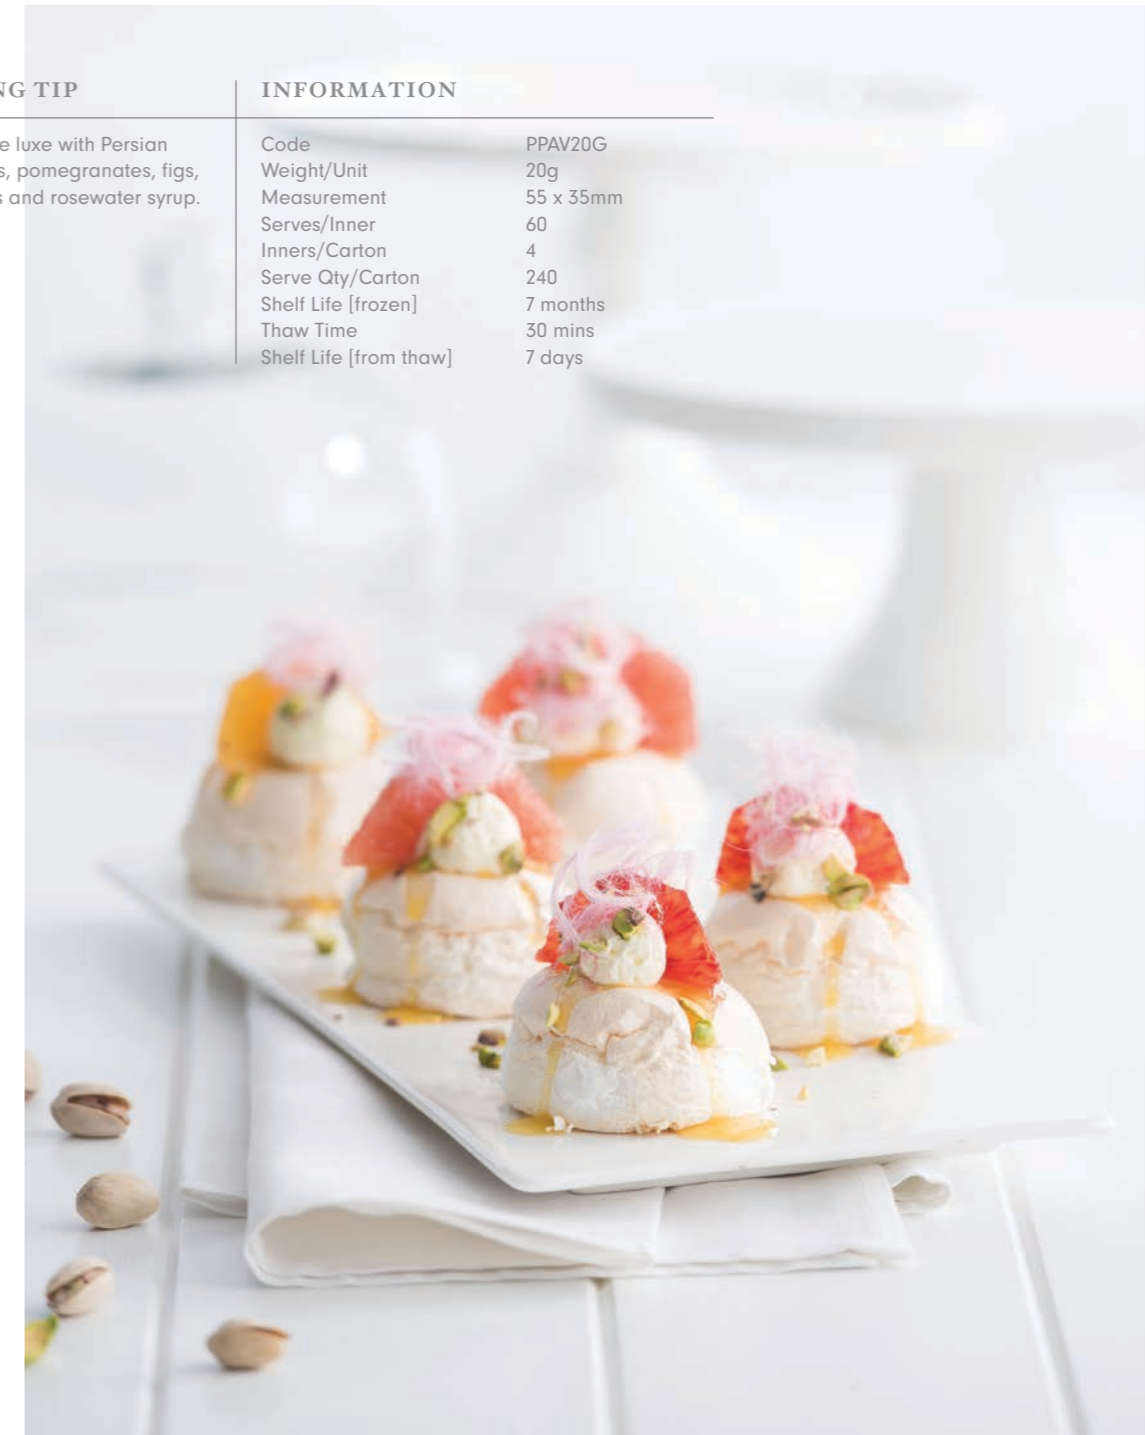 NG TIP
e luxe with Persian
s, pomegranates, figs,
s and rosewater syrup.
INFORMATION
Code PPAV20G
Weight/Unit 20g
Measurement 55 x 35mm
Serves/Inner 60
Inners/Carton 4
Serve Qty/Carton 240
Shelf Life [frozen] 7 months
Thaw Time 30 mins
Shelf Life [from thaw] 7 days